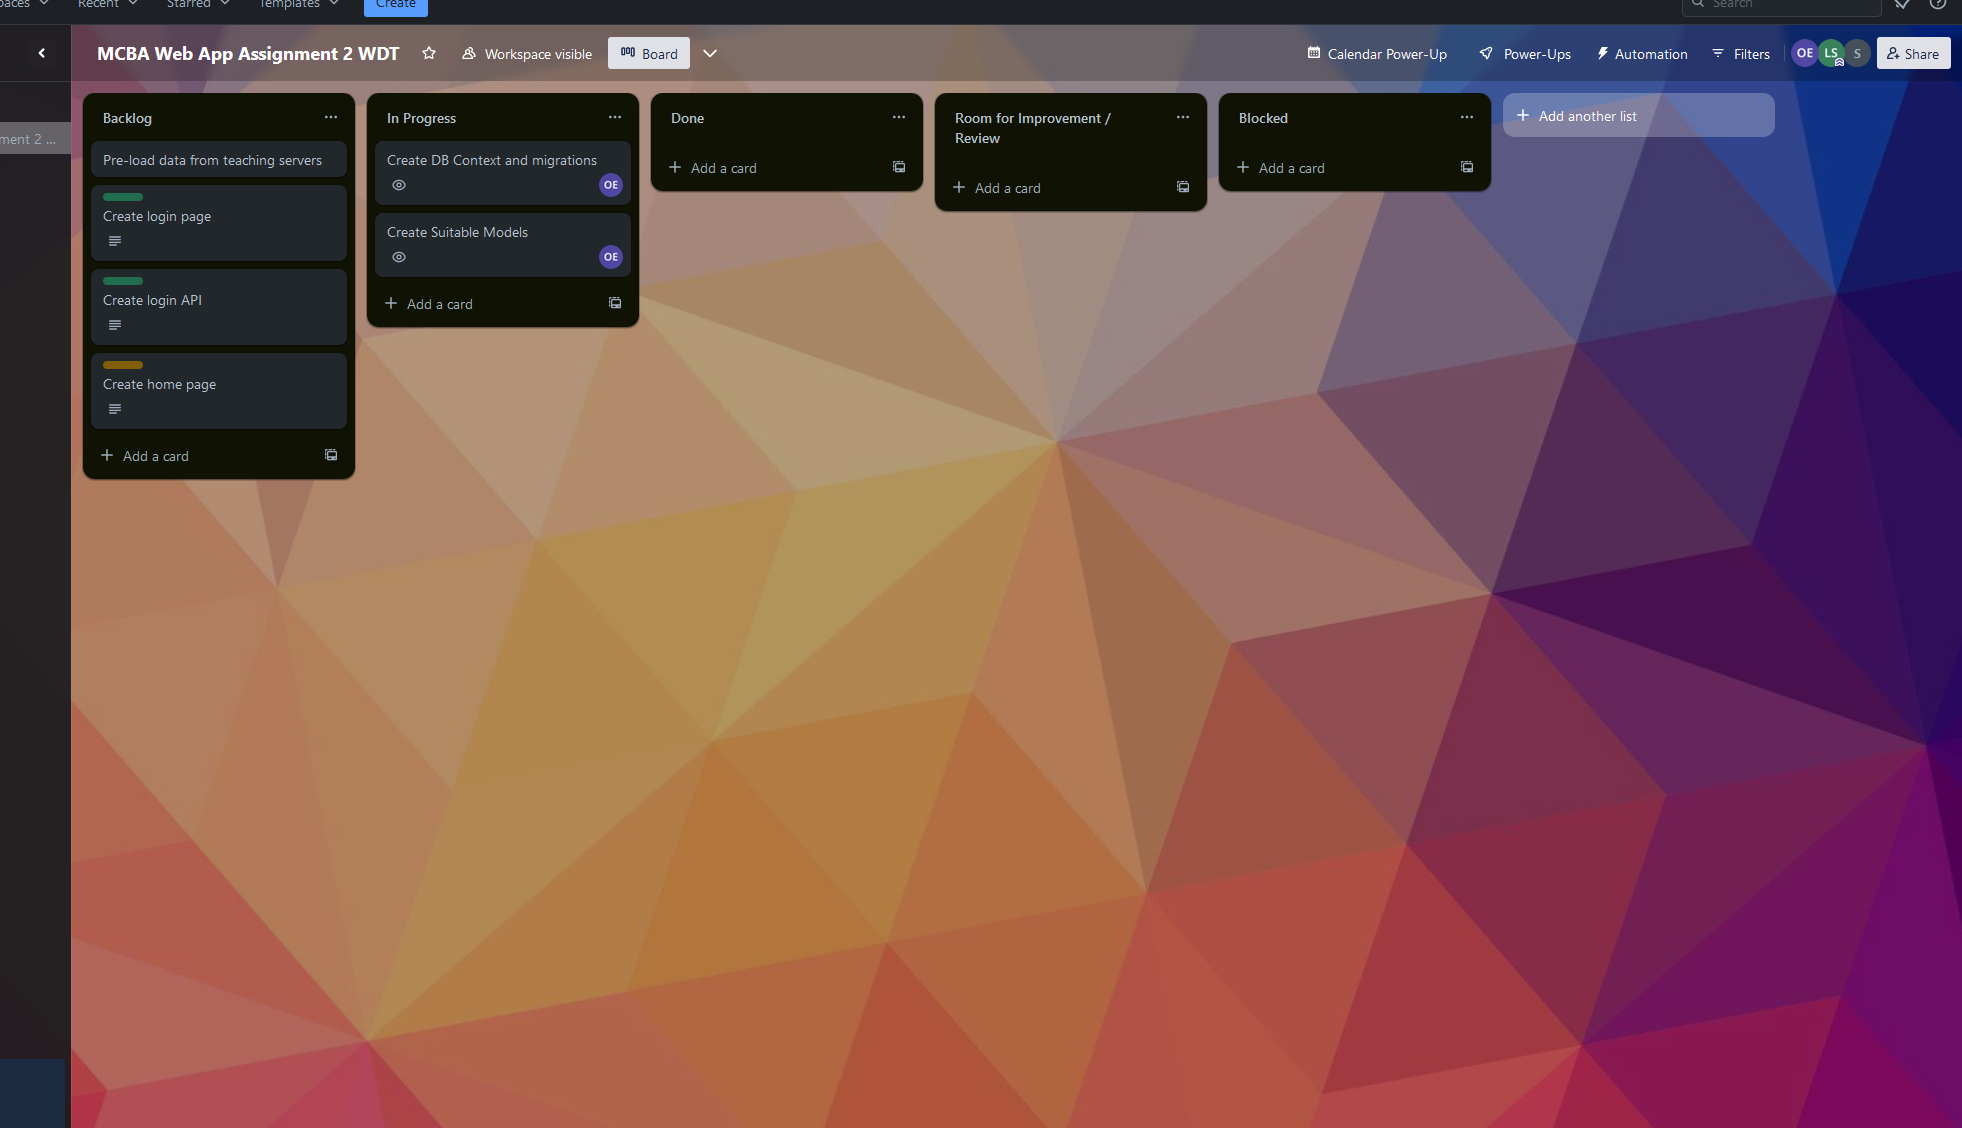 Recent
Starred
Templates
Create
Search
MCBA Web App Assignment 2 WDT
Workspace visible
Board
Calendar Power-Up
Power-Ups
Automation
Filters
OE
LS
S
Share
ment 2 ...
Backlog
Pre-load data from teaching servers
Create login page
Create login API
Create home page
Add a card
In Progress
Create DB Context and migrations
OE
Create Suitable Models
OE
Add a card
Done
Add a card
Room for Improvement /
Review
Add a card
Blocked
Add a card
Add another list